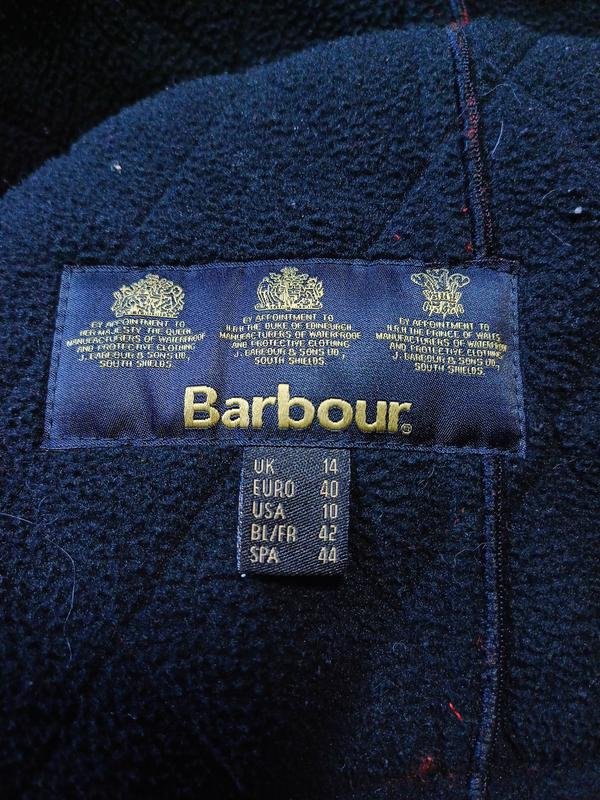 BY APPOINTMENT TO
HER MAJESTY THE QUEEN
MANUFACTURERS OF WATERPROOF
AND PROTECTIVE CLOTHING
J. BARBOUR & SONS LTD,
SOUTH SHIELDS.
BY APPOINTMENT TO
H.R.H THE DUKE OF EDINBURGH
MANUFACTURERS OF WATERPROOF
AND PROTECTIVE CLOTHING
J. BARBOUR & SONS LTD,
SOUTH SHIELDS.
BY APPOINTMENT TO
H.R.H THE PRINCE OF WALES
MANUFACTURERS OF WATERPROOF
AND PROTECTIVE CLOTHING
J. BARBOUR & SONS LTD,
SOUTH SHIELDS.
Barbour®
UK 14
EURO 40
USA 10
BL/FR 42
SPA 44